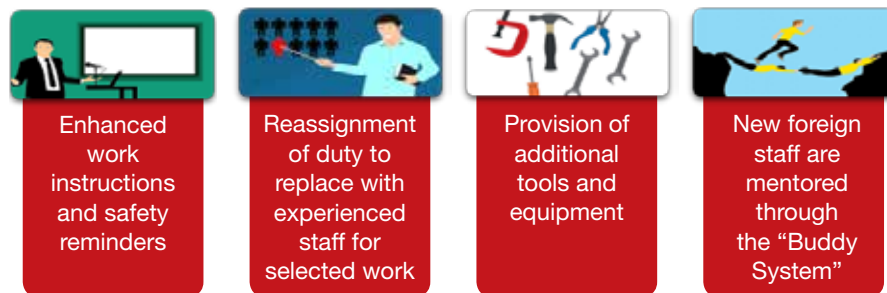 Enhanced
work
instructions
and safety
reminders
Reassignment
of duty to
replace with
experienced
staff for
selected work
Provision of
additional
tools and
equipment
New foreign
staff are
mentored
through
the “Buddy
System”